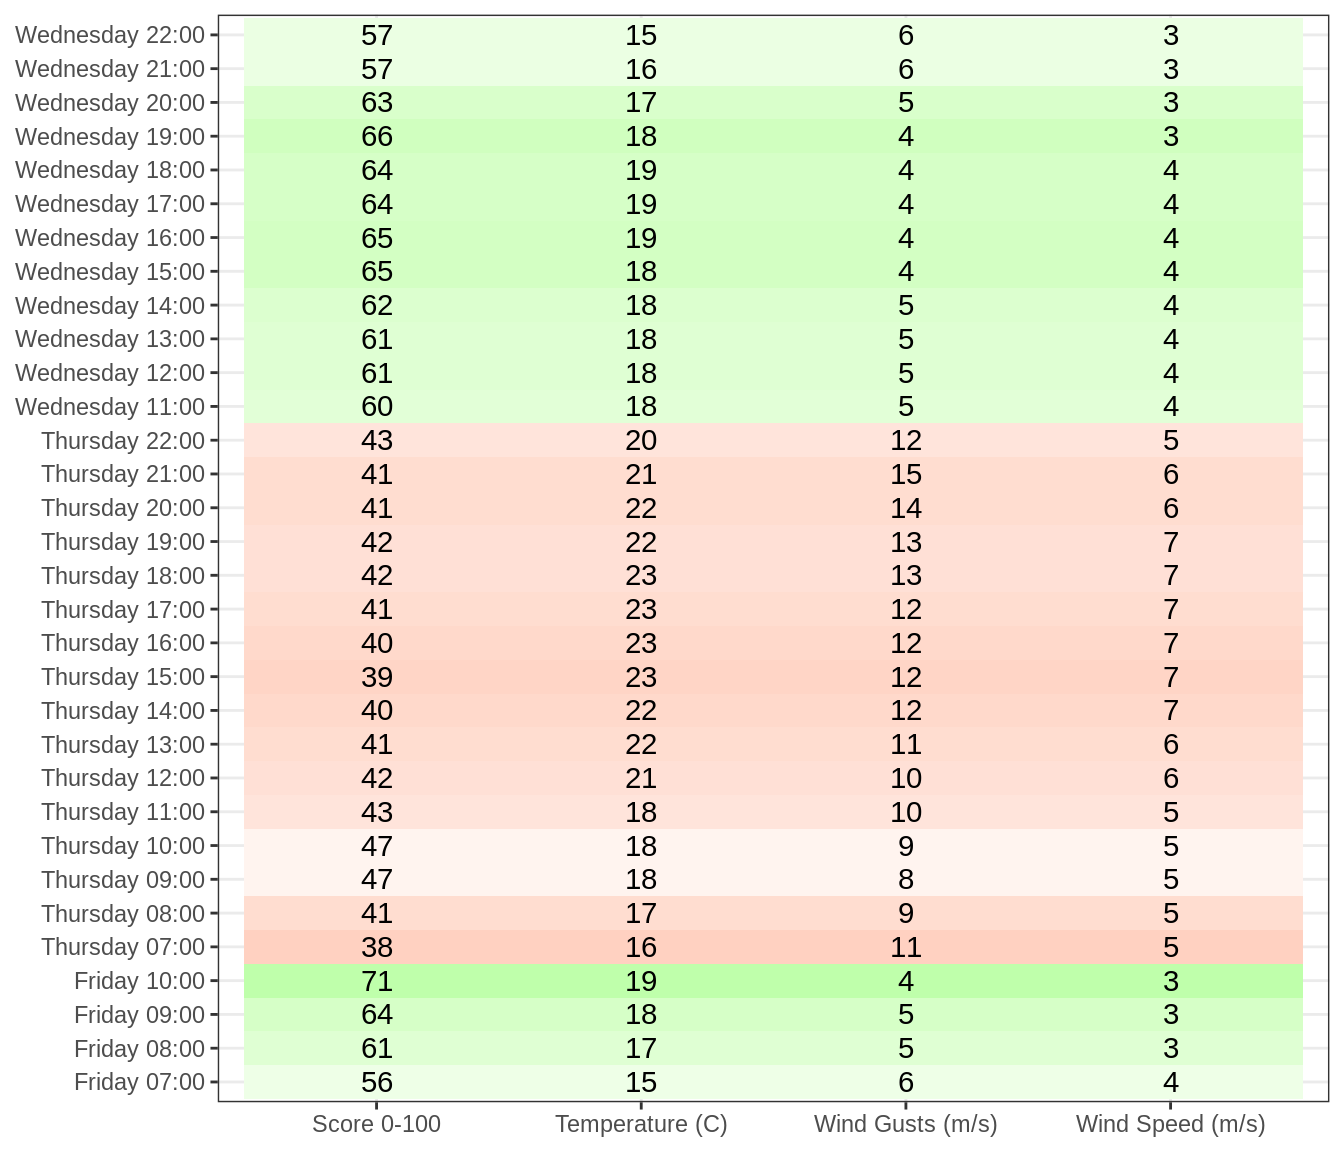 Wednesday 22:00 57 15 6 3
Wednesday 21:00 57 16 6 3
Wednesday 20:00 63 17 5 3
Wednesday 19:00 66 18 4 3
Wednesday 18:00 64 19 4 4
Wednesday 17:00 64 19 4 4
Wednesday 16:00 65 19 4 4
Wednesday 15:00 65 18 4 4
Wednesday 14:00 62 18 5 4
Wednesday 13:00 61 18 5 4
Wednesday 12:00 61 18 5 4
Wednesday 11:00 60 18 5 4
Thursday 22:00 43 20 12 5
Thursday 21:00 41 21 15 6
Thursday 20:00 41 22 14 6
Thursday 19:00 42 22 13 7
Thursday 18:00 42 23 13 7
Thursday 17:00 41 23 12 7
Thursday 16:00 40 23 12 7
Thursday 15:00 39 23 12 7
Thursday 14:00 40 22 12 7
Thursday 13:00 41 22 11 6
Thursday 12:00 42 21 10 6
Thursday 11:00 43 18 10 5
Thursday 10:00 47 18 9 5
Thursday 09:00 47 18 8 5
Thursday 08:00 41 17 9 5
Thursday 07:00 38 16 11 5
Friday 10:00 71 19 4 3
Friday 09:00 64 18 5 3
Friday 08:00 61 17 5 3
Friday 07:00 56 15 6 4
Score 0-100 Temperature (C) Wind Gusts (m/s) Wind Speed (m/s)